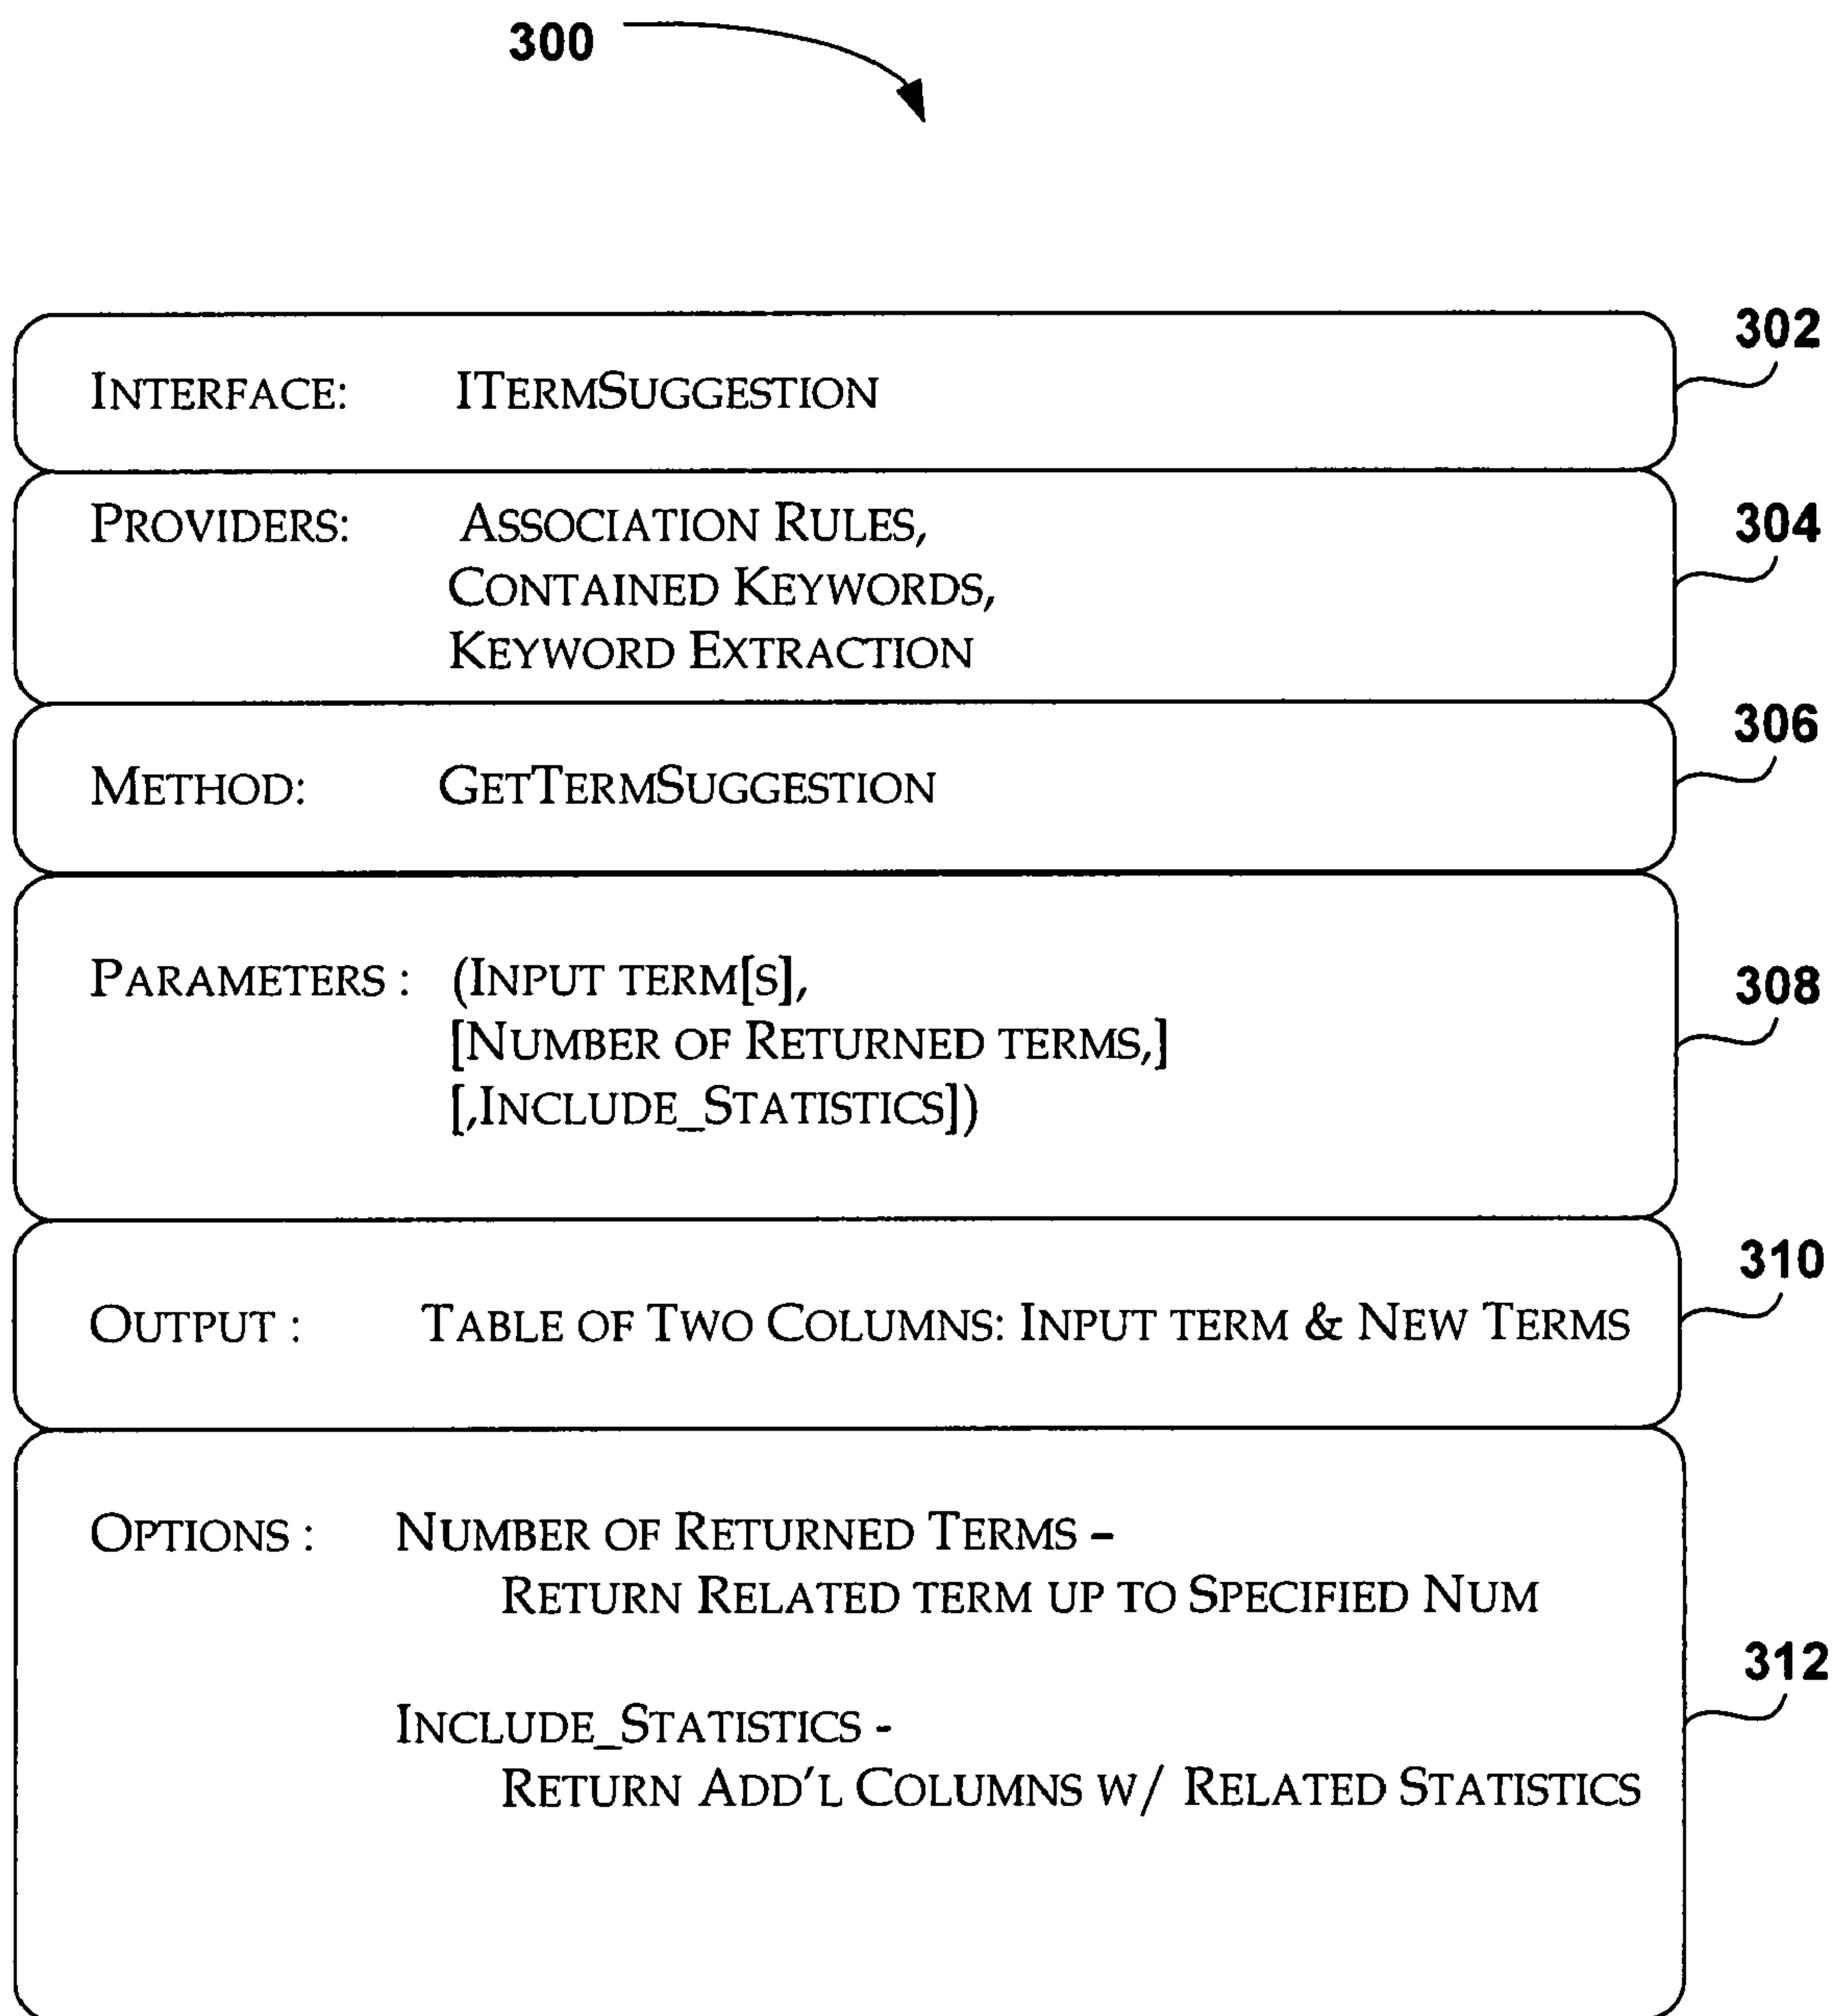 300
302
INTERFACE: ITERMSUGGESTION
304
PROVIDERS: ASSOCIATION RULES,
CONTAINED KEYWORDS,
KEYWORD EXTRACTION
306
METHOD: GETTERMSUGGESTION
308
PARAMETERS : (INPUT TERM[S],
[NUMBER OF RETURNED TERMS,]
[,INCLUDE_STATISTICS])
310
OUTPUT : TABLE OF TWO COLUMNS: INPUT TERM & NEW TERMS
OPTIONS : NUMBER OF RETURNED TERMS –
RETURN RELATED TERM UP TO SPECIFIED NUM
312
INCLUDE_STATISTICS -
RETURN ADD'L COLUMNS W/ RELATED STATISTICS